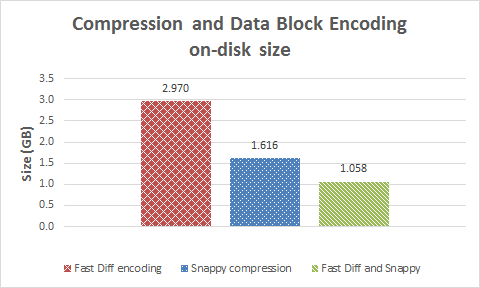 Compression and Data Block Encoding
on-disk size
Size (GB)
3.5
3.0
2.5
2.0
1.5
1.0
0.5
0.0
2.970
1.616
1.058
Fast Diff encoding
Snappy compression
Fast Diff and Snappy